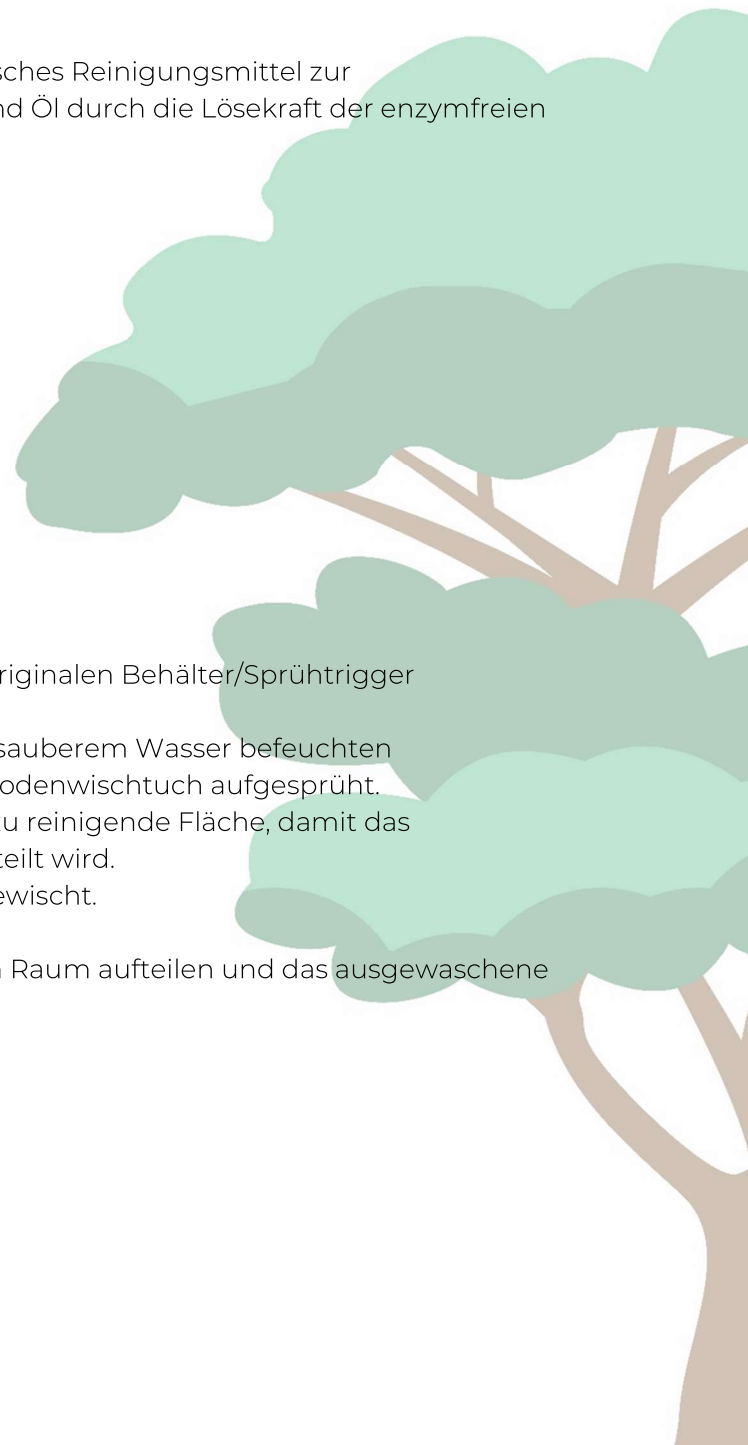 sches Reinigungsmittel zur
nd Öl durch die Lösekraft der enzymfreien
riginalen Behälter/Sprühtrigger
sauberem Wasser befeuchten
odenwischtuch aufgesprüht.
zu reinigende Fläche, damit das
teilt wird.
ewischt.
n Raum aufteilen und das ausgewaschene